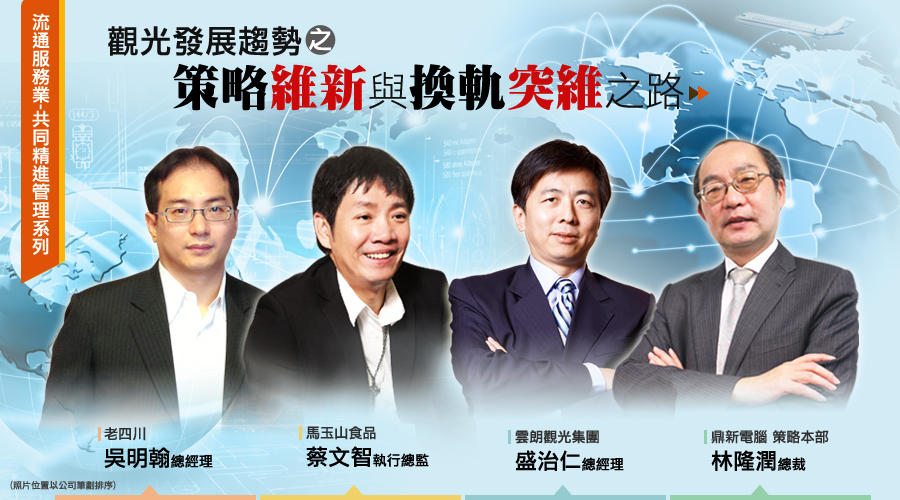 流通服務業-共同精進管理系列
觀光發展趨勢之
策略維新與換軌突維之路
老四川
吳明翰總經理
馬玉山食品
蔡文智執行總監
雲朗觀光集團
盛治仁總經理
鼎新電腦 策略本部
林隆潤總裁
(照片位置以公司筆劃排序)